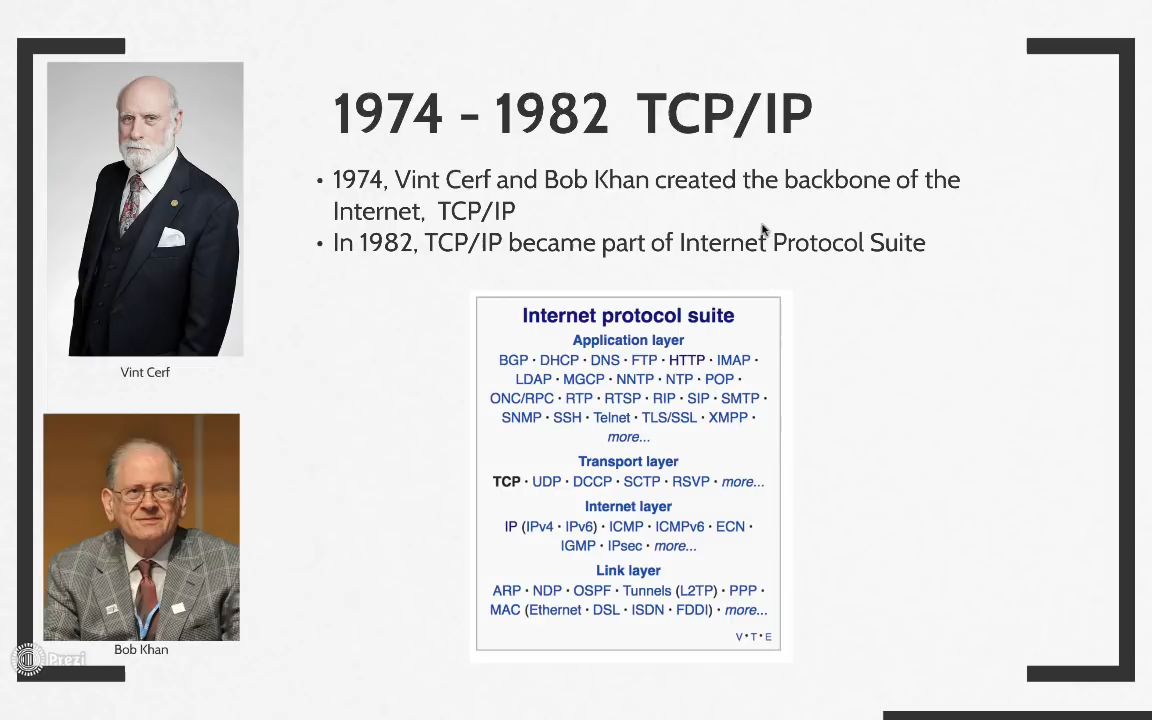 1974 - 1982  TCP/IP
• 1974, Vint Cerf and Bob Khan created the backbone of the
Internet,  TCP/IP
• In 1982, TCP/IP became part of Internet Protocol Suite
Vint Cerf
Bob Khan
Internet protocol suite
Application layer
BGP · DHCP · DNS · FTP · HTTP · IMAP ·
LDAP · MGCP · NNTP · NTP · POP ·
ONC/RPC · RTP · RTSP · RIP · SIP · SMTP ·
SNMP · SSH · Telnet · TLS/SSL · XMPP ·
more...
Transport layer
TCP · UDP · DCCP · SCTP · RSVP · more...
Internet layer
IP (IPv4 · IPv6) · ICMP · ICMPv6 · ECN ·
IGMP · IPsec · more...
Link layer
ARP · NDP · OSPF · Tunnels (L2TP) · PPP ·
MAC (Ethernet · DSL · ISDN · FDDI) · more...
V·T·E
Prezi